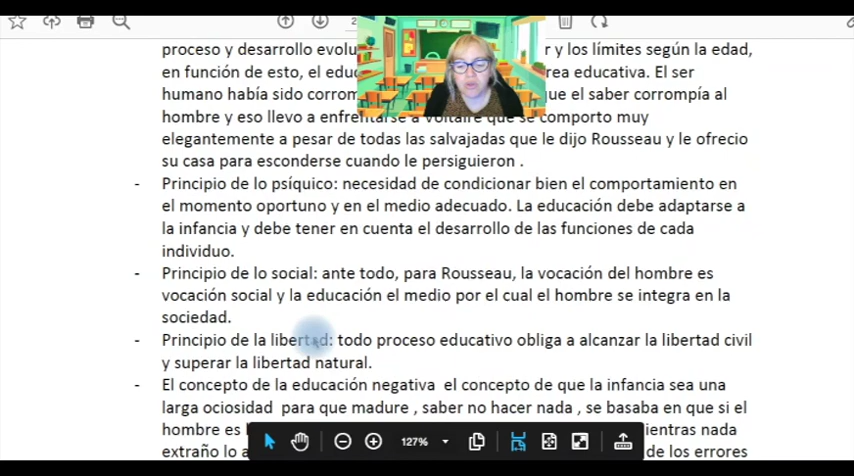 proceso y desarrollo evolu r y los límites según la edad,
en función de esto, el edu rea educativa. El ser
humano había sido corrom que el saber corrompía al
hombre y eso llevo a enfrentarse a Voltaire que se comporto muy
elegantemente a pesar de todas las salvajadas que le dijo Rousseau y le ofrecio
su casa para esconderse cuando le persiguieron .
- Principio de lo psíquico: necesidad de condicionar bien el comportamiento en
el momento oportuno y en el medio adecuado. La educación debe adaptarse a
la infancia y debe tener en cuenta el desarrollo de las funciones de cada
individuo.
- Principio de lo social: ante todo, para Rousseau, la vocación del hombre es
vocación social y la educación el medio por el cual el hombre se integra en la
sociedad.
- Principio de la libertad: todo proceso educativo obliga a alcanzar la libertad civil
y superar la libertad natural.
- El concepto de la educación negativa el concepto de que la infancia sea una
larga ociosidad para que madure , saber no hacer nada , se basaba en que si el
hombre es ientras nada
extraño lo a de los errores
127%